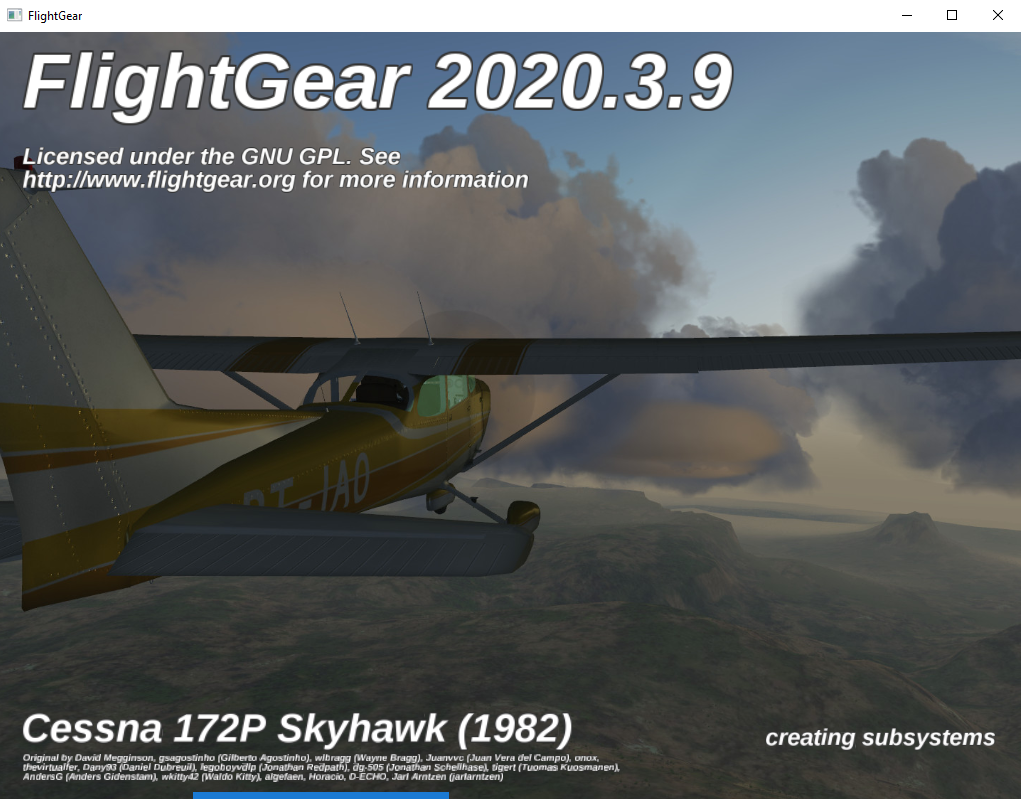 FlightGear
FlightGear 2020.3.9
Licensed under the GNU GPL. See
http://www.flightgear.org for more information
PT-JAO
Cessna 172P Skyhawk (1982)
creating subsystems
Original by David Megginson, gsagostinho (Gilberto Agostinho), wlbragg (Wayne Bragg), Juanvvc (Juan Vera del Campo), onox,
thevirtualfer, Dany93 (Daniel Dubreuil), legoboyvdlp (Jonathan Redpath), dg-505 (Jonathan Schellhase), tigert (Tuomas Kuosmanen),
AndersG (Anders Gidenstam), wkitty42 (Waldo Kitty), algefaen, Horacio, D-ECHO, Jarl Arntzen (jarlarntzen)